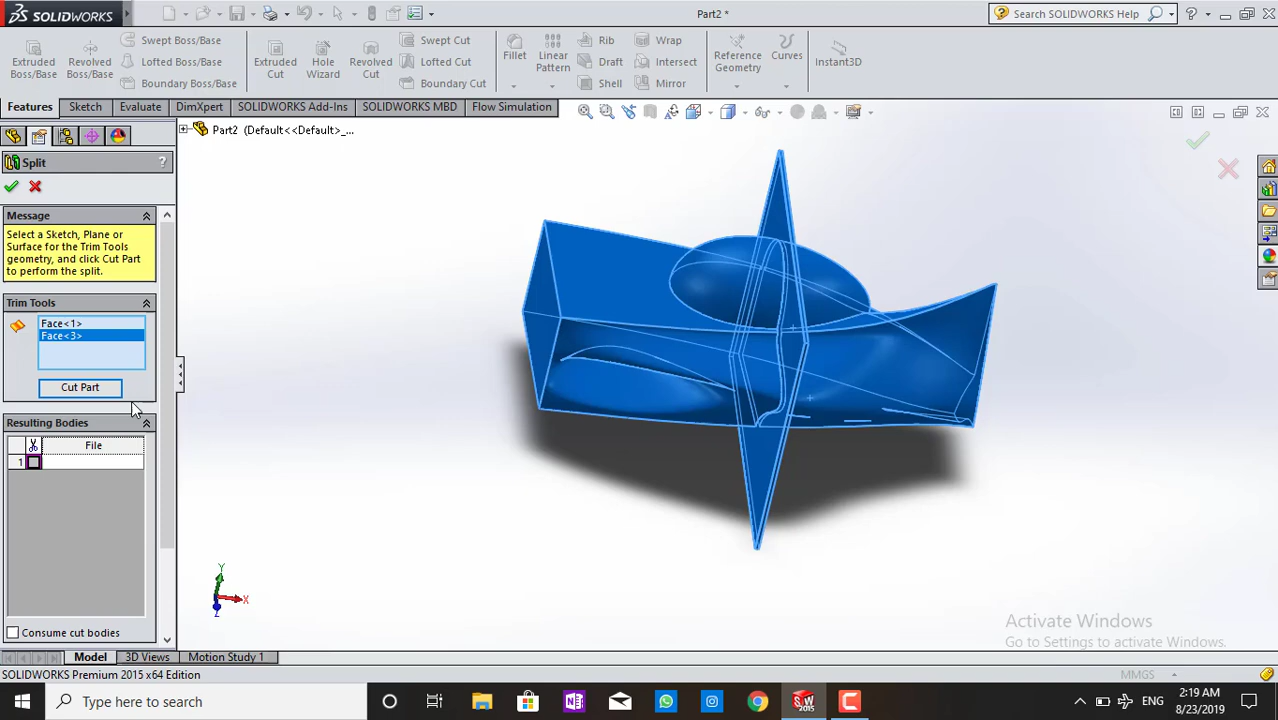 SOLIDWORKS
Part2 *
Search SOLIDWORKS Help
Extruded
Boss/Base
Revolved
Boss/Base
Swept Boss/Base
Lofted Boss/Base
Boundary Boss/Base
Extruded
Cut
Hole
Wizard
Revolved
Cut
Swept Cut
Lofted Cut
Boundary Cut
Fillet
Linear
Pattern
Rib
Draft
Shell
Wrap
Intersect
Mirror
Reference
Geometry
Curves
Instant3D
Features
Sketch
Evaluate
DimXpert
SOLIDWORKS Add-Ins
SOLIDWORKS MBD
Flow Simulation
Part2 (Default<<Default>_...
Split
?
Message
Select a Sketch, Plane or
Surface for the Trim Tools
geometry, and click Cut Part
to perform the split.
Trim Tools
Face<1>
Face<3>
Cut Part
Resulting Bodies
File
1
Consume cut bodies
Y
X
Z
Activate Windows
Go to Settings to activate Windows.
Model
3D Views
Motion Study 1
SOLIDWORKS Premium 2015 x64 Edition
MMGS
Type here to search
SW
2015
ENG
2:19 AM
8/23/2019